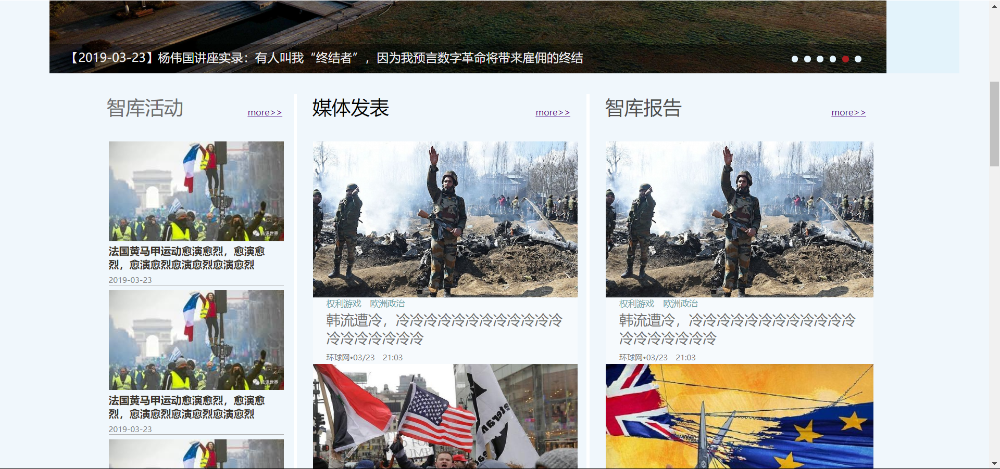 【2019-03-23】杨伟国讲座实录：有人叫我“终结者”，因为我预言数字革命将带来雇佣的终结
智库活动
more>>
法语世界
法国黄马甲运动愈演愈烈，愈演愈
烈，愈演愈烈愈演愈烈愈演愈烈
2019-03-23
法语世界
法国黄马甲运动愈演愈烈，愈演愈
烈，愈演愈烈愈演愈烈愈演愈烈
2019-03-23
媒体发表
more>>
权利游戏 欧洲政治
韩流遭冷，冷冷冷冷冷冷冷冷冷冷冷冷
冷冷冷冷冷冷冷
环球网•03/23 21:03
智库报告
more>>
权利游戏 欧洲政治
韩流遭冷，冷冷冷冷冷冷冷冷冷冷冷冷
冷冷冷冷冷冷冷
环球网•03/23 21:03